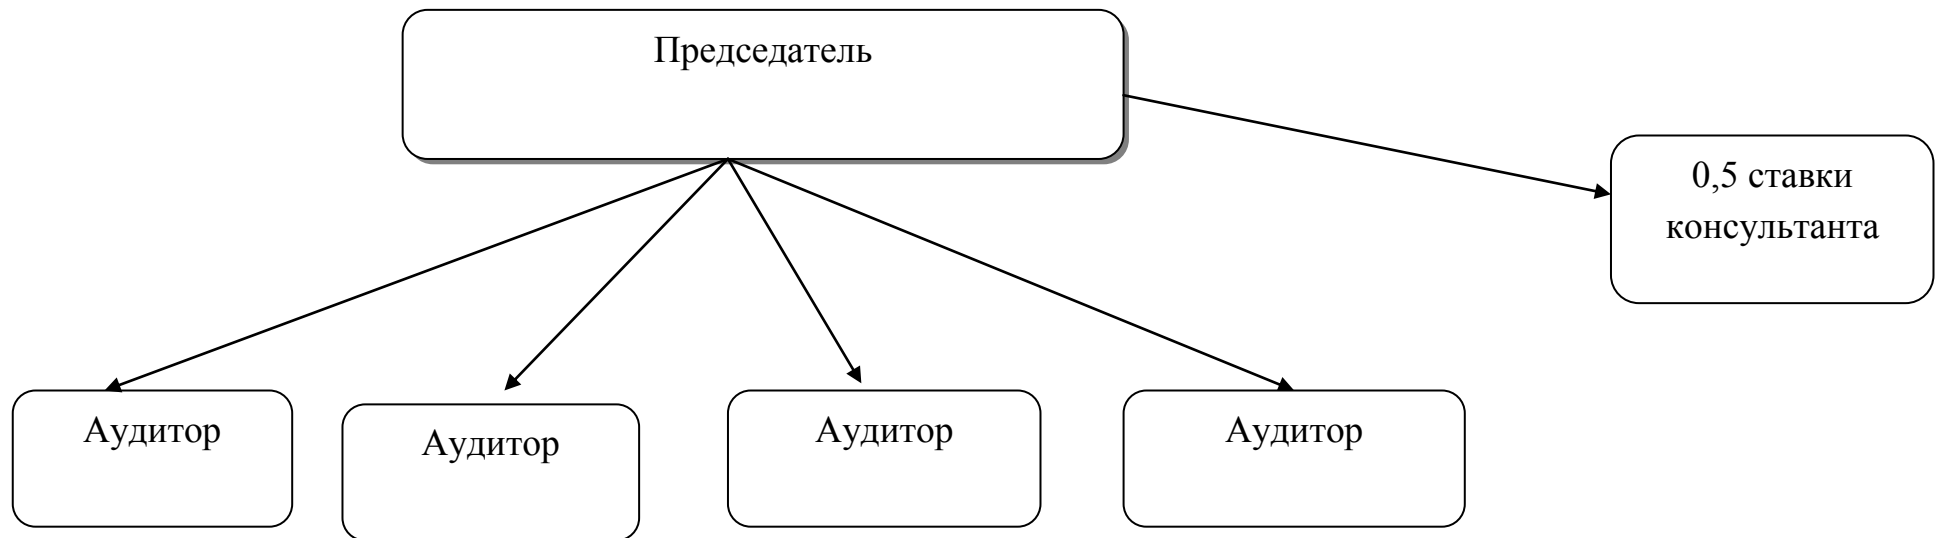 Председатель
0,5 ставки
консультанта
Аудитор
Аудитор
Аудитор
Аудитор